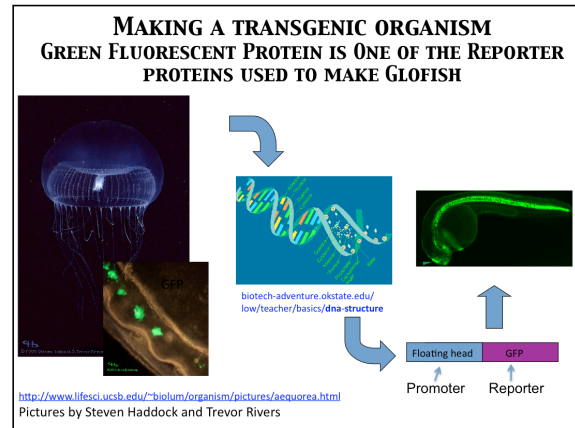 MAKING A TRANSGENIC ORGANISM
GREEN FLUORESCENT PROTEIN IS ONE OF THE REPORTER
PROTEINS USED TO MAKE GLOFISH
GFP
biotech-adventure.okstate.edu/
low/teacher/basics/dna-structure
Floating head
GFP
Promoter
Reporter
http://www.lifesci.ucsb.edu/~biolum/organism/pictures/aequorea.html
Pictures by Steven Haddock and Trevor Rivers